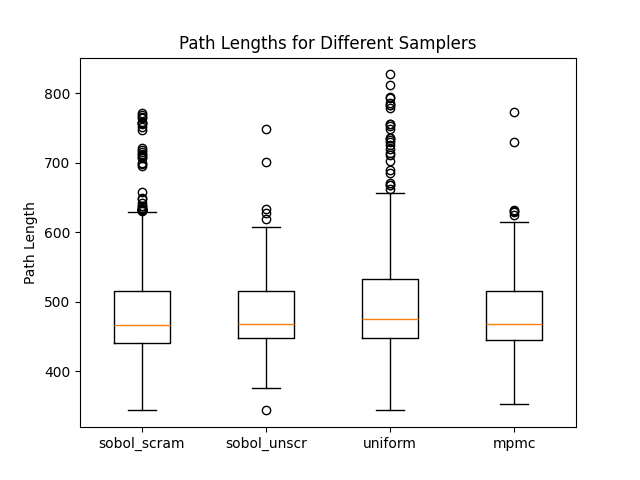 Path Lengths for Different Samplers
Path Length
800
700
600
500
400
sobol_scram
sobol_unscr
uniform
mpmc